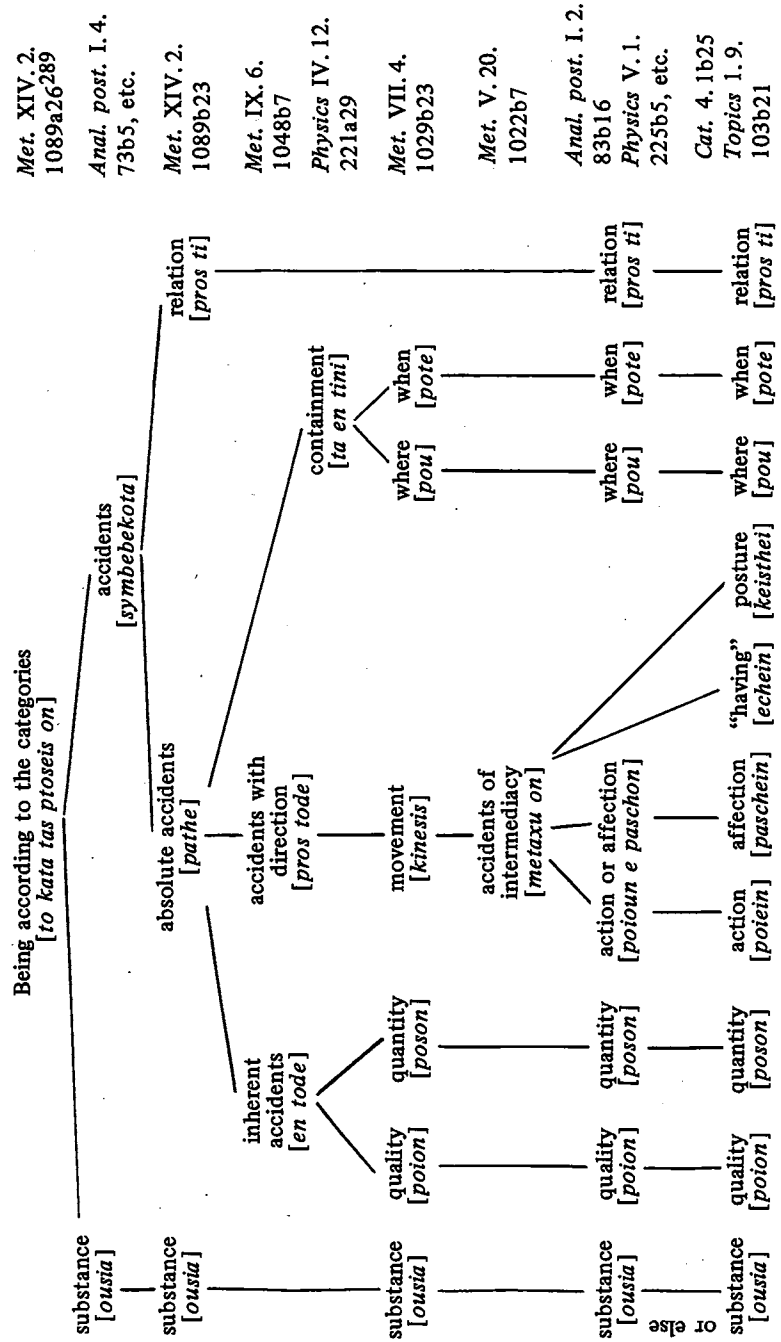 Being according to the categories
[to kata tas ptoseis on]
Met. XIV. 2.
1089a26²⁸⁹
substance
[ousia]
accidents
[symbebekota]
Anal. post. I. 4.
73b5, etc.
substance
[ousia]
absolute accidents
[pathe]
relation
[pros ti]
Met. XIV. 2.
1089b23
inherent
accidents
[en tode]
accidents with
direction
[pros tode]
Met. IX. 6.
1048b7
containment
[ta en tini]
Physics IV. 12.
221a29
substance
[ousia]
quality
[poion]
quantity
[poson]
movement
[kinesis]
where
[pou]
when
[pote]
Met. VII. 4.
1029b23
accidents of
intermediacy
[metaxu on]
Met. V. 20.
1022b7
substance
[ousia]
quality
[poion]
quantity
[poson]
action or affection
[poioun e paschon]
where
[pou]
when
[pote]
relation
[pros ti]
Anal. post. I. 2.
83b16
Physics V. 1.
225b5, etc.
or else
substance
[ousia]
quality
[poion]
quantity
[poson]
action
[poiein]
affection
[paschein]
"having"
[echein]
posture
[keisthei]
where
[pou]
when
[pote]
relation
[pros ti]
Cat. 4. 1b25
Topics I. 9.
103b21